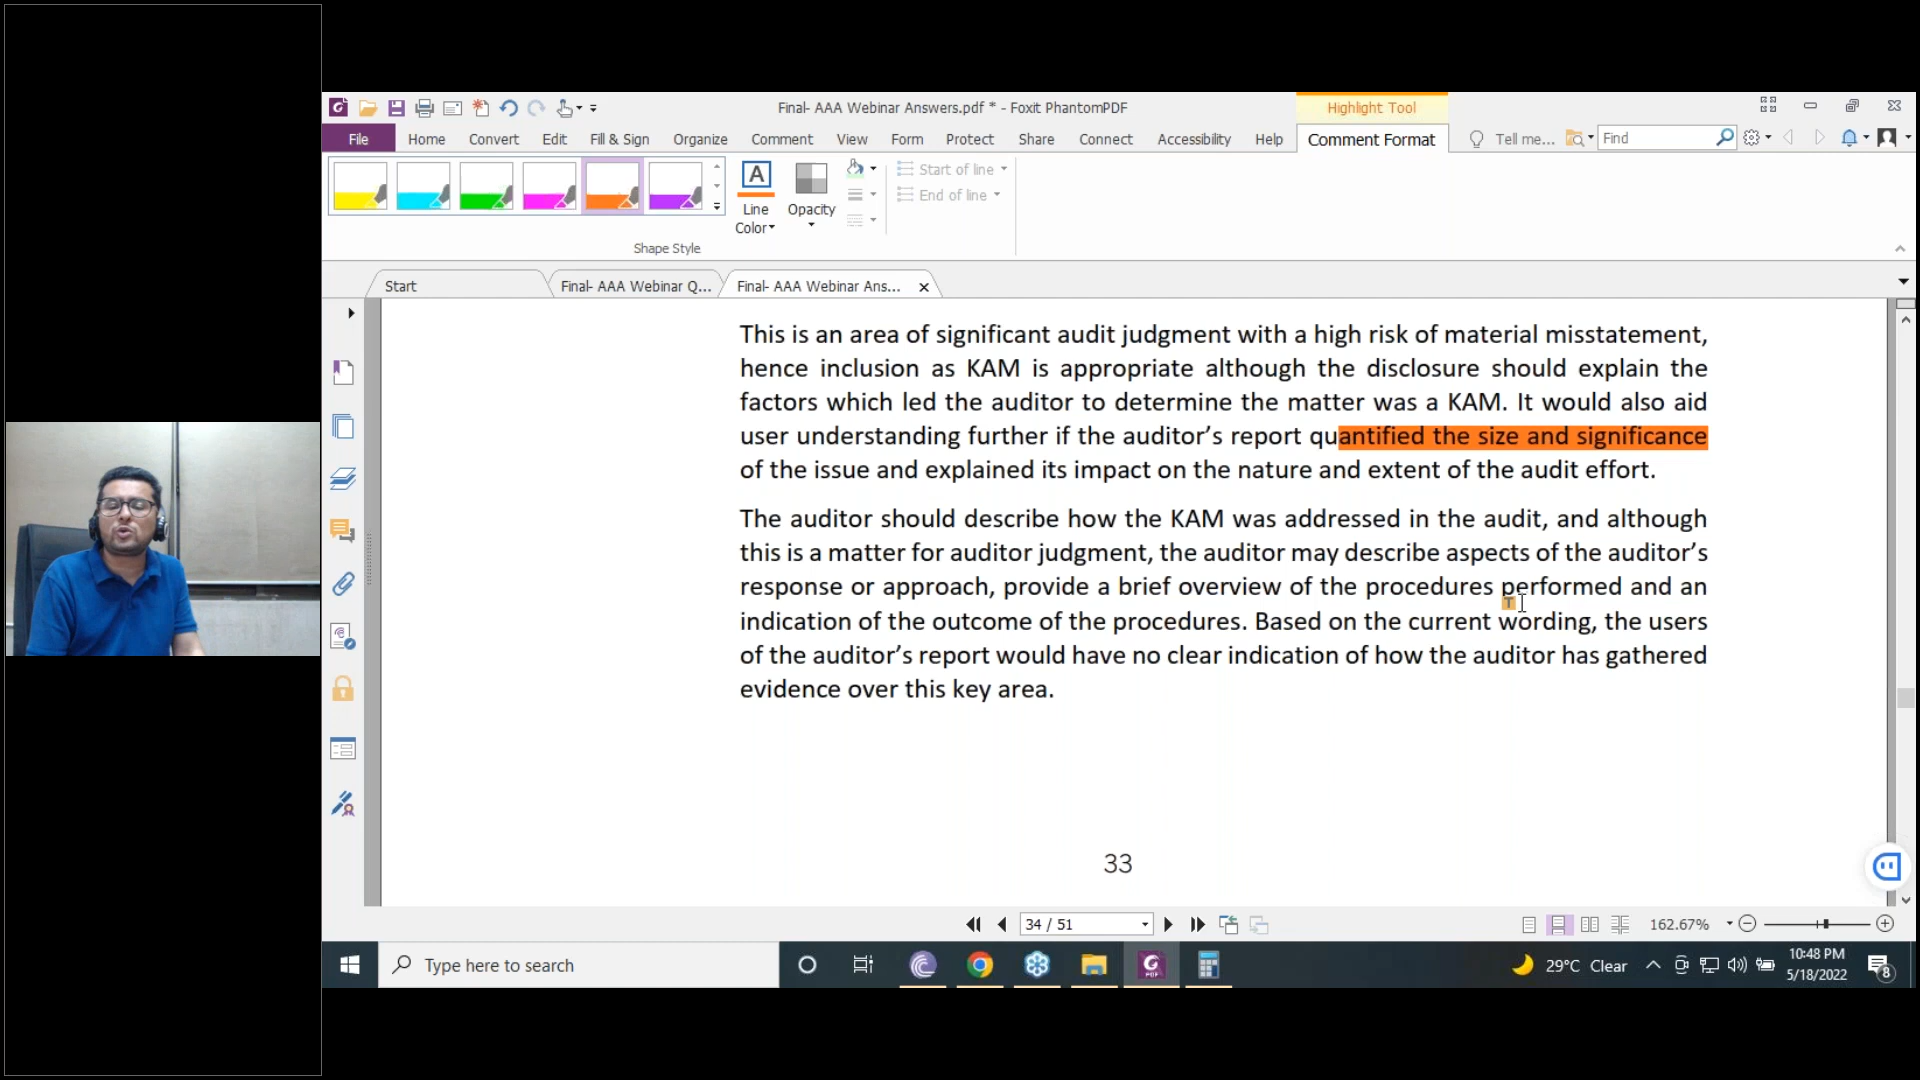 Final- AAA Webinar Answers.pdf * - Foxit PhantomPDF
Highlight Tool
File Home Convert Edit Fill & Sign Organize Comment View Form Protect Share Connect Accessibility Help Comment Format Tell me... Find
Start of line
End of line
Line Color
Opacity
Shape Style
Start
Final- AAA Webinar Q...
Final- AAA Webinar Ans...
This is an area of significant audit judgment with a high risk of material misstatement,
hence inclusion as KAM is appropriate although the disclosure should explain the
factors which led the auditor to determine the matter was a KAM. It would also aid
user understanding further if the auditor’s report quantified the size and significance
of the issue and explained its impact on the nature and extent of the audit effort.
The auditor should describe how the KAM was addressed in the audit, and although
this is a matter for auditor judgment, the auditor may describe aspects of the auditor’s
response or approach, provide a brief overview of the procedures performed and an
indication of the outcome of the procedures. Based on the current wording, the users
of the auditor’s report would have no clear indication of how the auditor has gathered
evidence over this key area.
33
34 / 51
162.67%
Type here to search
29°C Clear
10:48 PM
5/18/2022
8